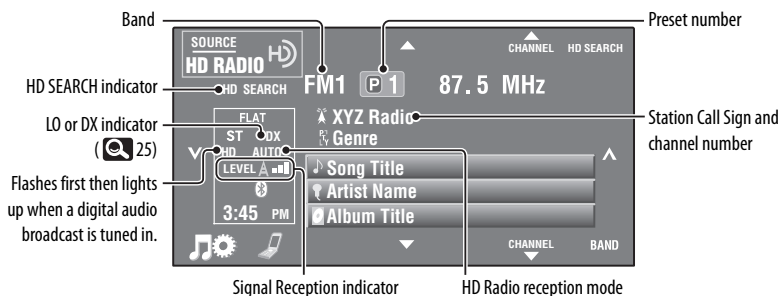 Band
Preset number
SOURCE
HD RADIO HD
CHANNEL HD SEARCH
HD SEARCH indicator
HD SEARCH
FM1 P 1 87.5 MHz
LO or DX indicator
( 25)
FLAT
ST DX
HD AUTO
LEVEL
XYZ Radio
PTY Genre
Station Call Sign and
channel number
Flashes first then lights
up when a digital audio
broadcast is tuned in.
Song Title
Artist Name
Album Title
3:45 PM
CHANNEL BAND
Signal Reception indicator
HD Radio reception mode